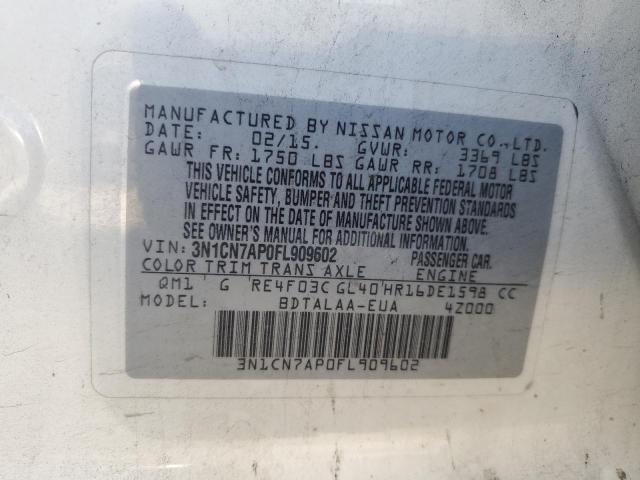 MANUFACTURED BY NISSAN MOTOR CO.,LTD.
DATE: 02/15. GVWR: 3369 LBS
GAWR FR: 1750 LBS GAWR RR: 1708 LBS
THIS VEHICLE CONFORMS TO ALL APPLICABLE FEDERAL MOTOR
VEHICLE SAFETY, BUMPER AND THEFT PREVENTION STANDARDS
IN EFFECT ON THE DATE OF MANUFACTURE SHOWN ABOVE.
SEE OWNER'S MANUAL FOR ADDITIONAL INFORMATION.
VIN: 3N1CN7AP0FL909602 PASSENGER CAR.
COLOR TRIM TRANS AXLE ENGINE
QM1 G RE4F03C GL40 HR16DE1598 CC
MODEL: BDTALAA-EUA 4Z000
3N1CN7AP0FL909602